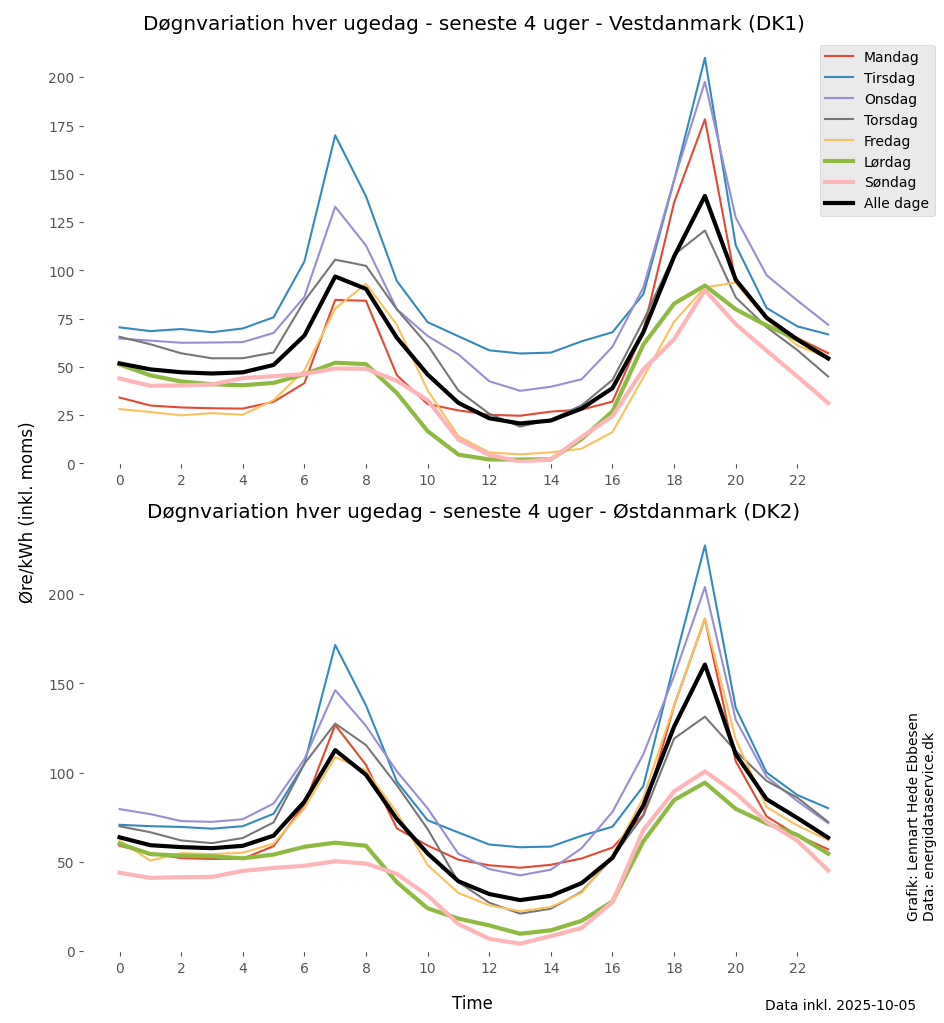 Døgnvariation hver ugedag - seneste 4 uger - Vestdanmark (DK1)
Mandag
Tirsdag
Onsdag
Torsdag
Fredag
Lørdag
Søndag
Alle dage
200
175
150
125
100
75
50
25
0
0 2 4 6 8 10 12 14 16 18 20 22
Øre/kWh (inkl. moms)
Døgnvariation hver ugedag - seneste 4 uger - Østdanmark (DK2)
200
150
100
50
0
0 2 4 6 8 10 12 14 16 18 20 22
Time
Grafik: Lennart Hede Ebbesen
Data: energidataservice.dk
Data inkl. 2025-10-05